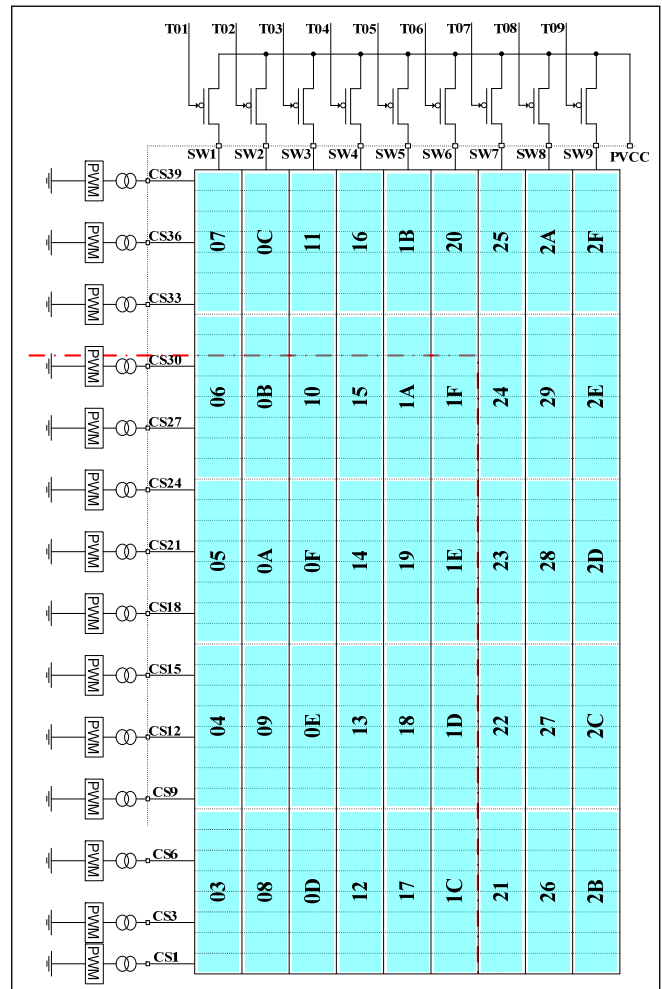 T01 T02 T03 T04 T05 T06 T07 T08 T09
SW1 SW2 SW3 SW4 SW5 SW6 SW7 SW8 SW9 PVCC
PWM CS39
PWM CS36 07 0C 11 16 1B 20 25 2A 2F
PWM CS33
PWM CS30
06 0B 10 15 1A 1F 24 29 2E
PWM CS27
PWM CS24
PWM CS21 05 0A 0F 14 19 1E 23 28 2D
PWM CS18
PWM CS15
PWM CS12 04 09 0E 13 18 1D 22 27 2C
PWM CS9
PWM CS6
03 08 0D 12 17 1C 21 26 2B
PWM CS3
PWM CS1